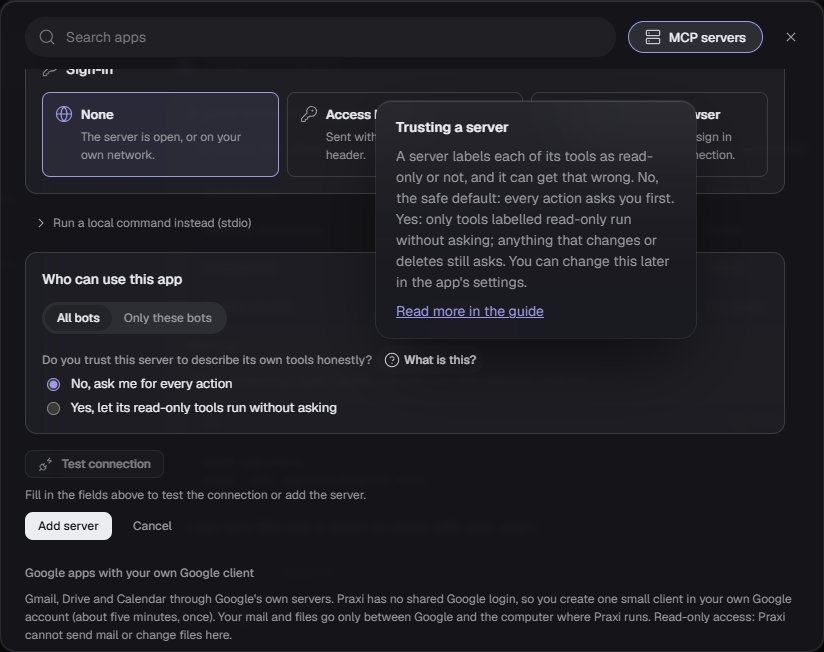 Search apps
MCP servers
Sign-in
None
The server is open, or on your
own network.
Access
Sent with
header.
sign in
Trusting a server
A server labels each of its tools as read-
only or not, and it can get that wrong. No,
the safe default: every action asks you first.
Yes: only tools labelled read-only run
without asking; anything that changes or
deletes still asks. You can change this later
in the app's settings.
Read more in the guide
Run a local command instead (stdio)
Who can use this app
All bots
Only these bots
Do you trust this server to describe its own tools honestly?
What is this?
No, ask me for every action
Yes, let its read-only tools run without asking
Test connection
Fill in the fields above to test the connection or add the server.
Add server
Cancel
Google apps with your own Google client
Gmail, Drive and Calendar through Google's own servers. Praxi has no shared Google login, so you create one small client in your own Google
account (about five minutes, once). Your mail and files go only between Google and the computer where Praxi runs. Read-only access: Praxi
cannot send mail or change files here.